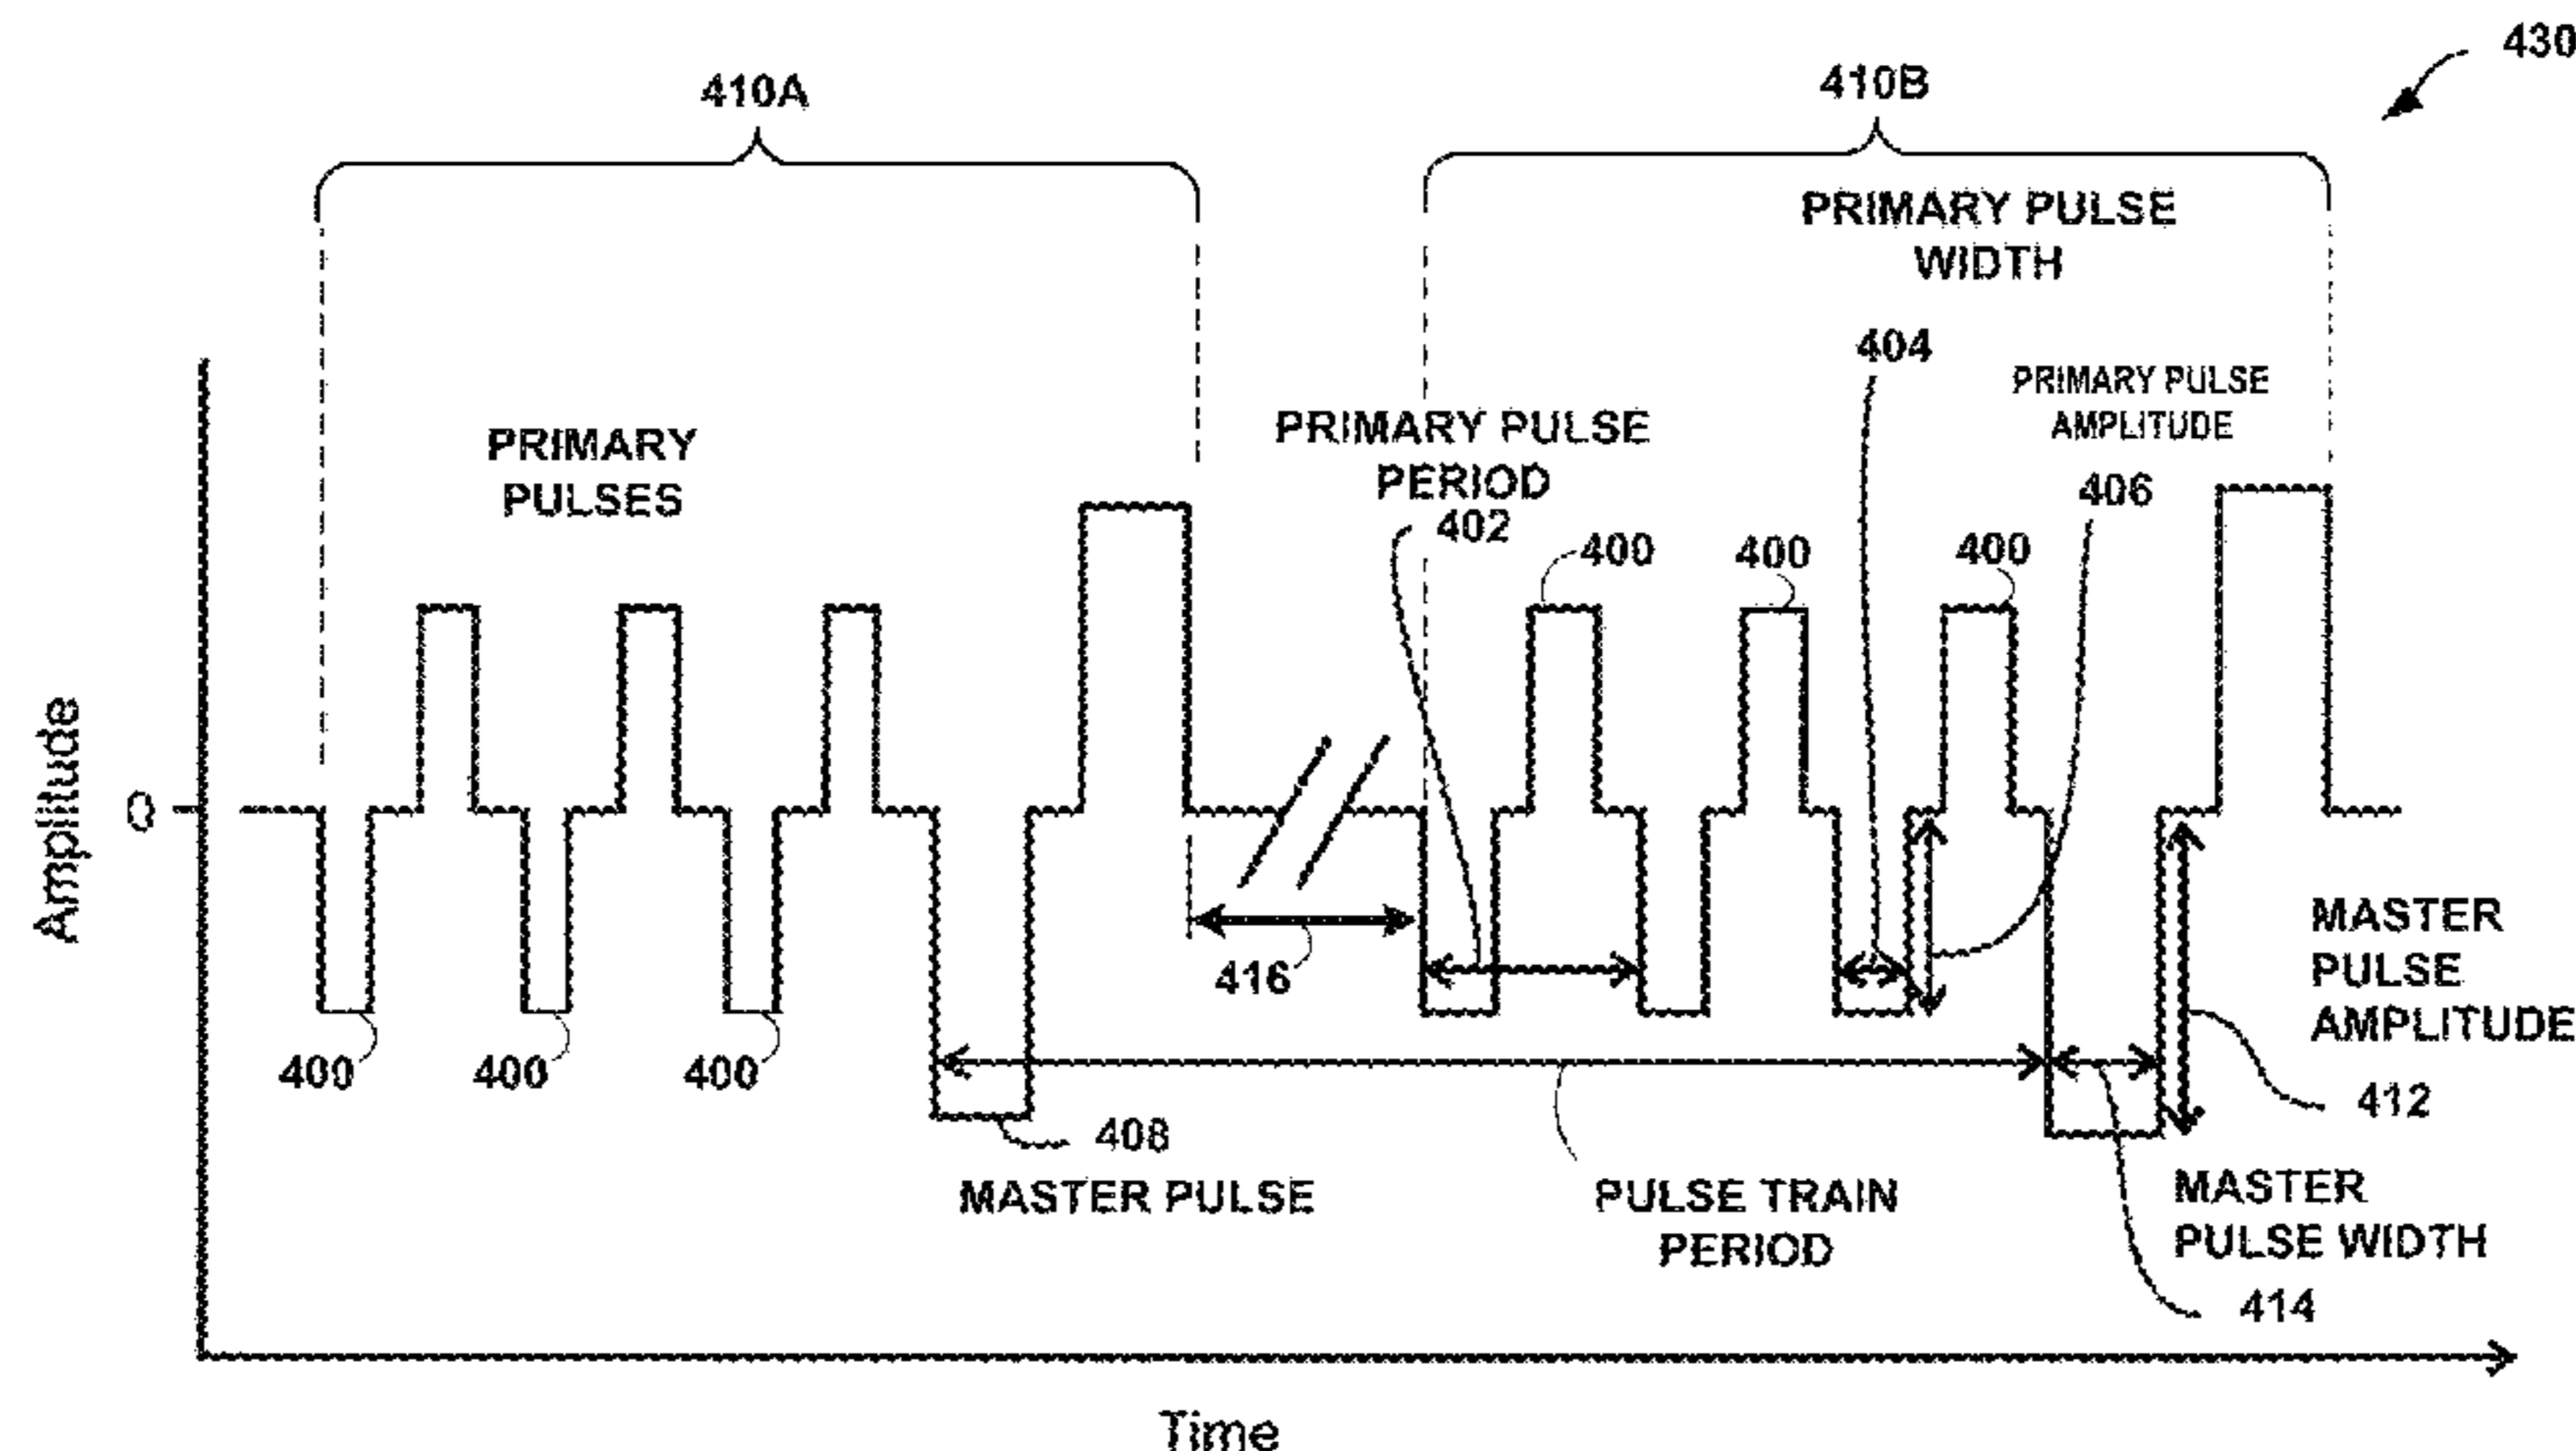 430
410A
410B
PRIMARY PULSE
WIDTH
404
PRIMARY PULSE
AMPLITUDE
406
PRIMARY PULSE
PERIOD
402
PRIMARY
PULSES
400
400
400
Amplitude
0
416
400
400
400
408
MASTER PULSE
PULSE TRAIN
PERIOD
MASTER
PULSE
AMPLITUDE
412
MASTER
PULSE WIDTH
414
Time